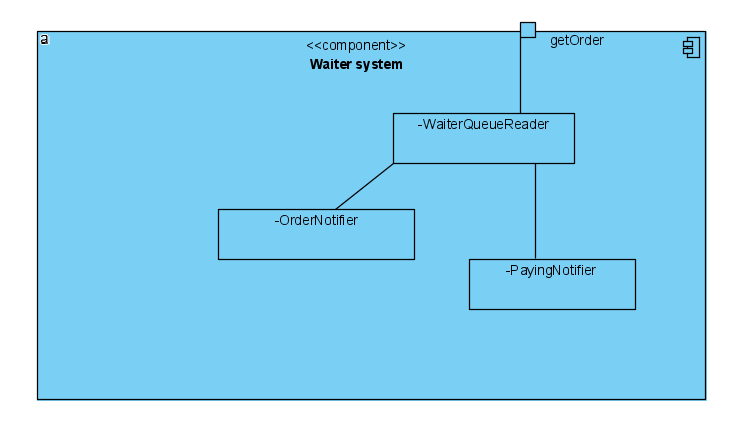 a
<<component>>
Waiter system
getOrder
-WaiterQueueReader
-OrderNotifier
-PayingNotifier